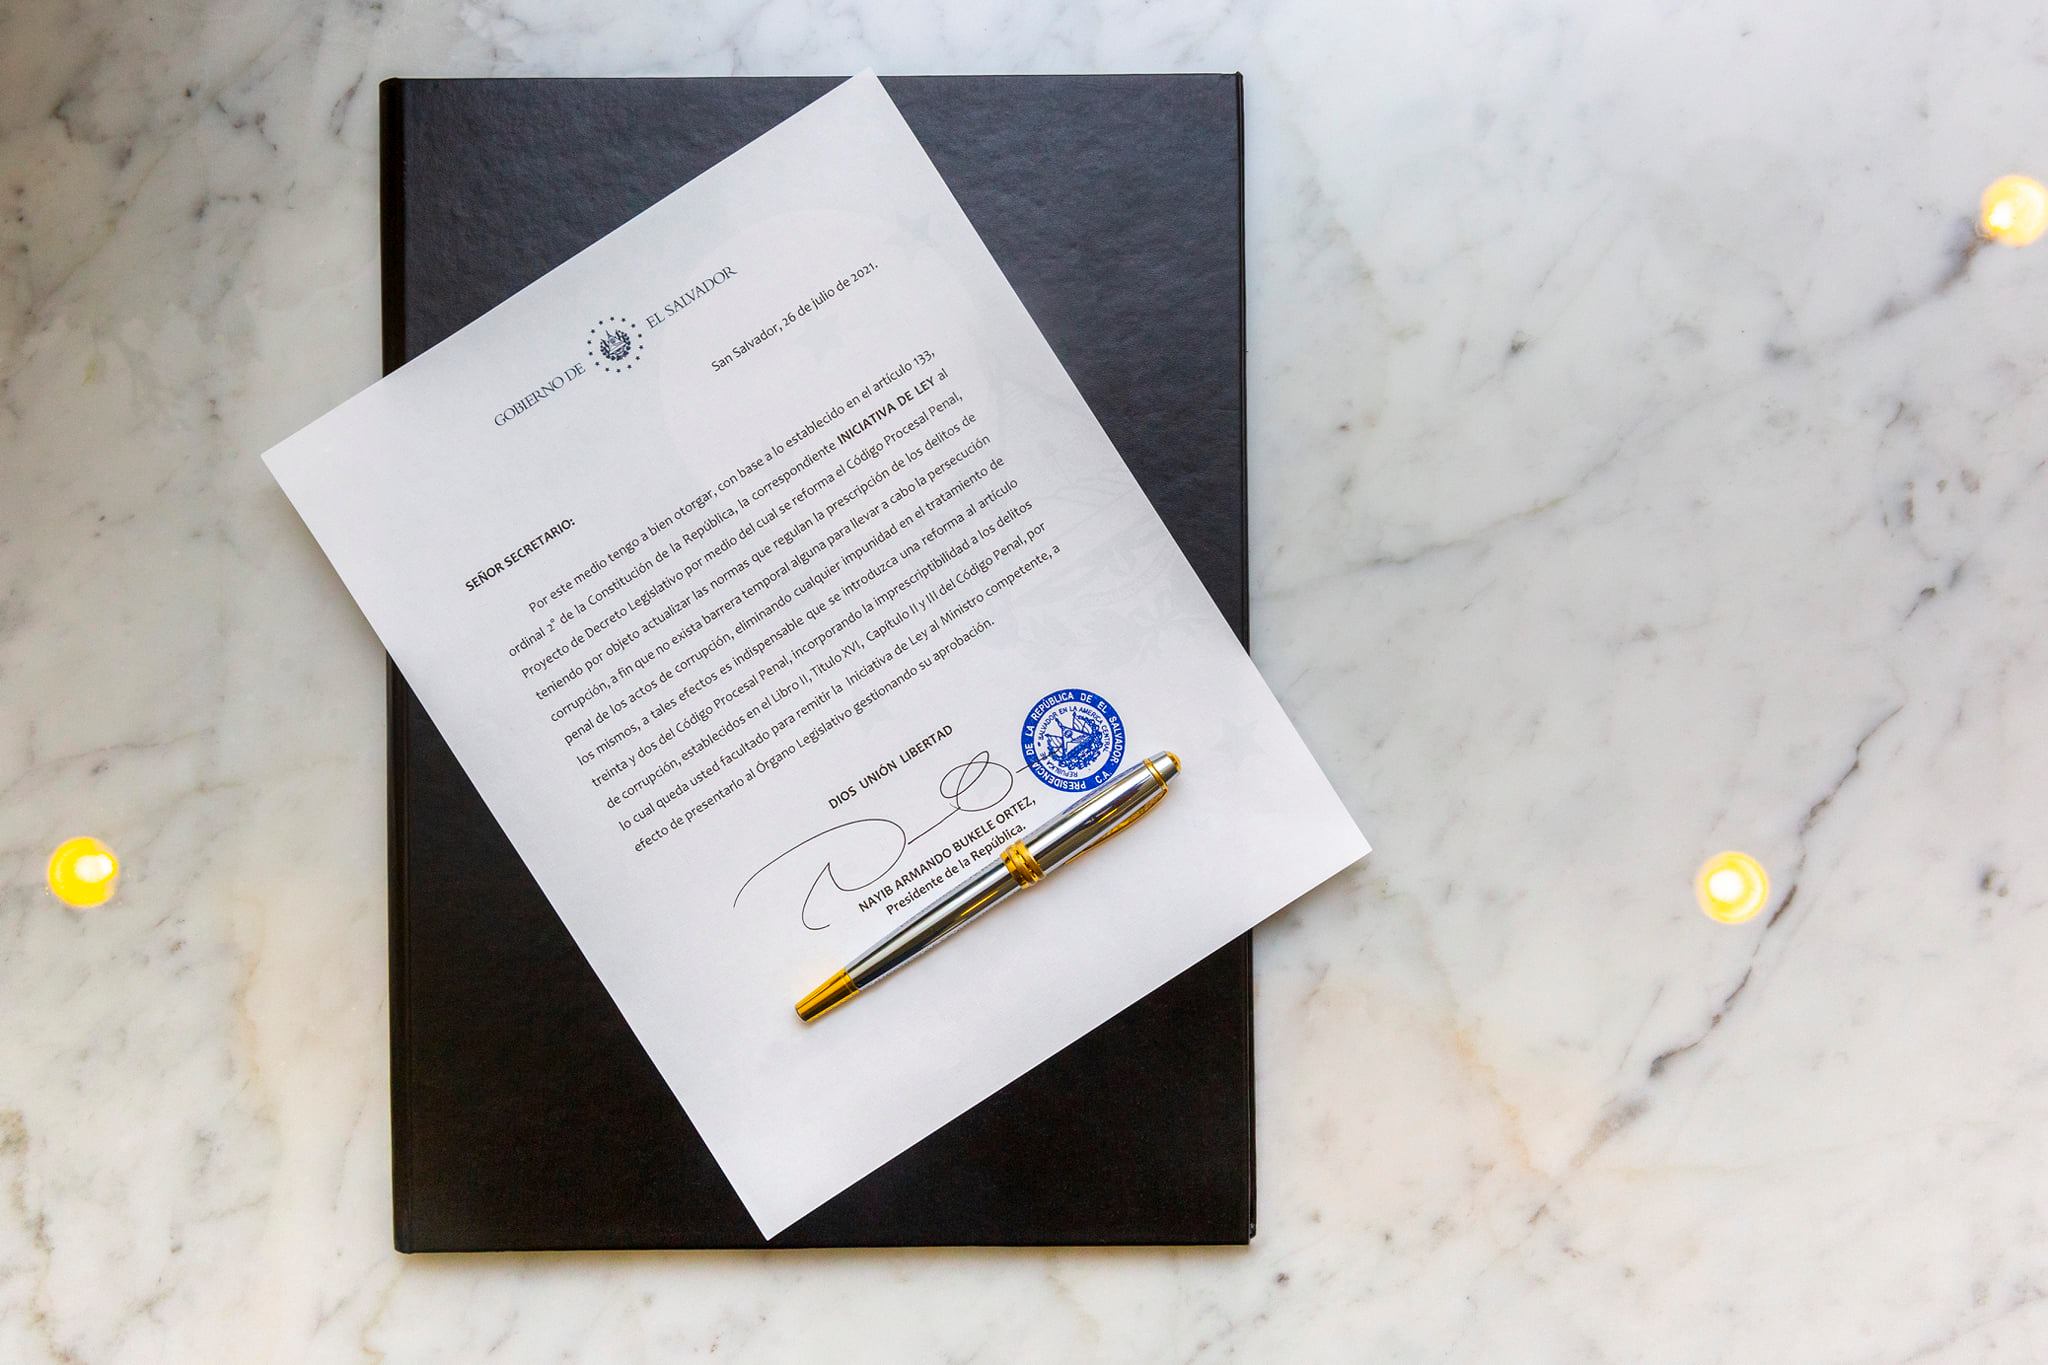 GOBIERNO DE EL SALVADOR
San Salvador, 26 de julio de 2021.
SEÑOR SECRETARIO:
Por este medio tengo a bien otorgar, con base a lo establecido en el artículo 133,
ordinal 2° de la Constitución de la República, la correspondiente INICIATIVA DE LEY al
Proyecto de Decreto Legislativo por medio del cual se reforma el Código Procesal Penal,
teniendo por objeto actualizar las normas que regulan la prescripción de los delitos de
corrupción, a fin que no exista barrera temporal alguna para llevar a cabo la persecución
penal de los actos de corrupción, eliminando cualquier impunidad en el tratamiento de
los mismos, a tales efectos es indispensable que se introduzca una reforma al artículo
treinta y dos del Código Procesal Penal, incorporando la imprescriptibilidad a los delitos
de corrupción, establecidos en el Libro II, Título XVI, Capítulo II y III del Código Penal, por
lo cual queda usted facultado para remitir la Iniciativa de Ley al Ministro competente, a
efecto de presentarlo al Órgano Legislativo gestionando su aprobación.
DIOS UNIÓN LIBERTAD
PRESIDENCIA DE LA REPÚBLICA DE EL SALVADOR
C.A.
REPÚBLICA DE EL SALVADOR EN LA AMERICA CENTRAL
NAYIB ARMANDO BUKELE ORTEZ,
Presidente de la República.